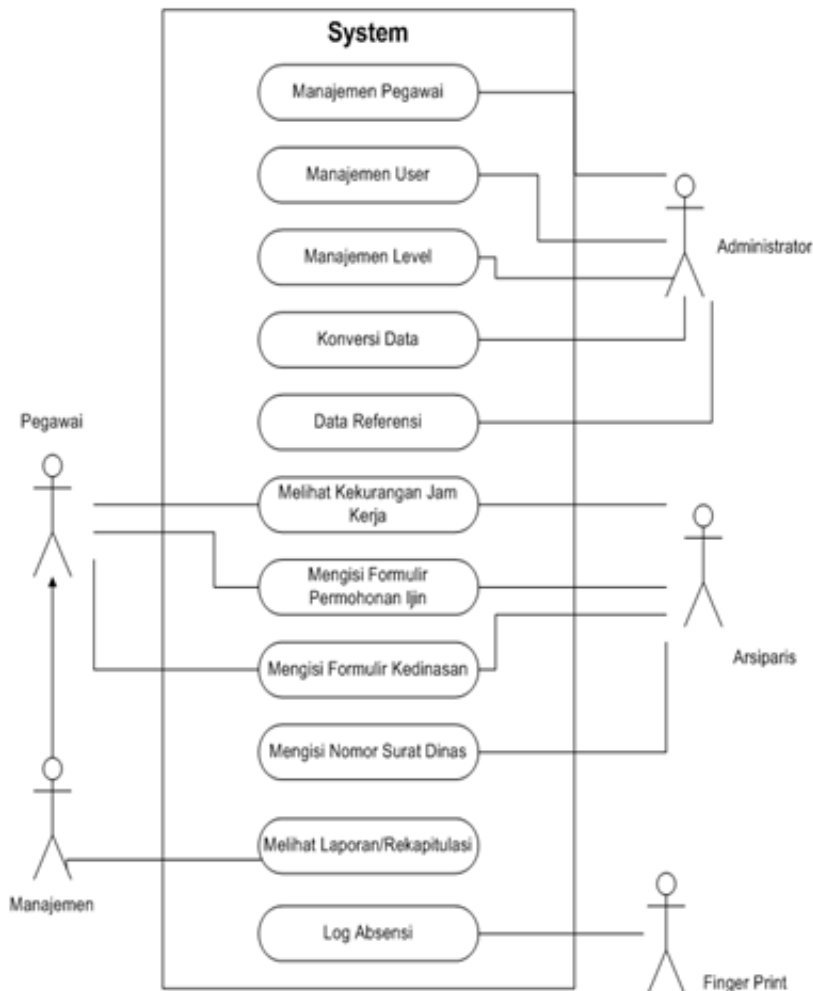 System
Manajemen Pegawai
Manajemen User
Administrator
Manajemen Level
Konversi Data
Pegawai
Data Referensi
Melihat Kekurangan Jam
Kerja
Mengisi Formulir
Permohonan Ijin
Arsiparis
Mengisi Formulir Kedinasan
Mengisi Nomor Surat Dinas
Melihat Laporan/Rekapitulasi
Manajemen
Log Absensi
Finger Print